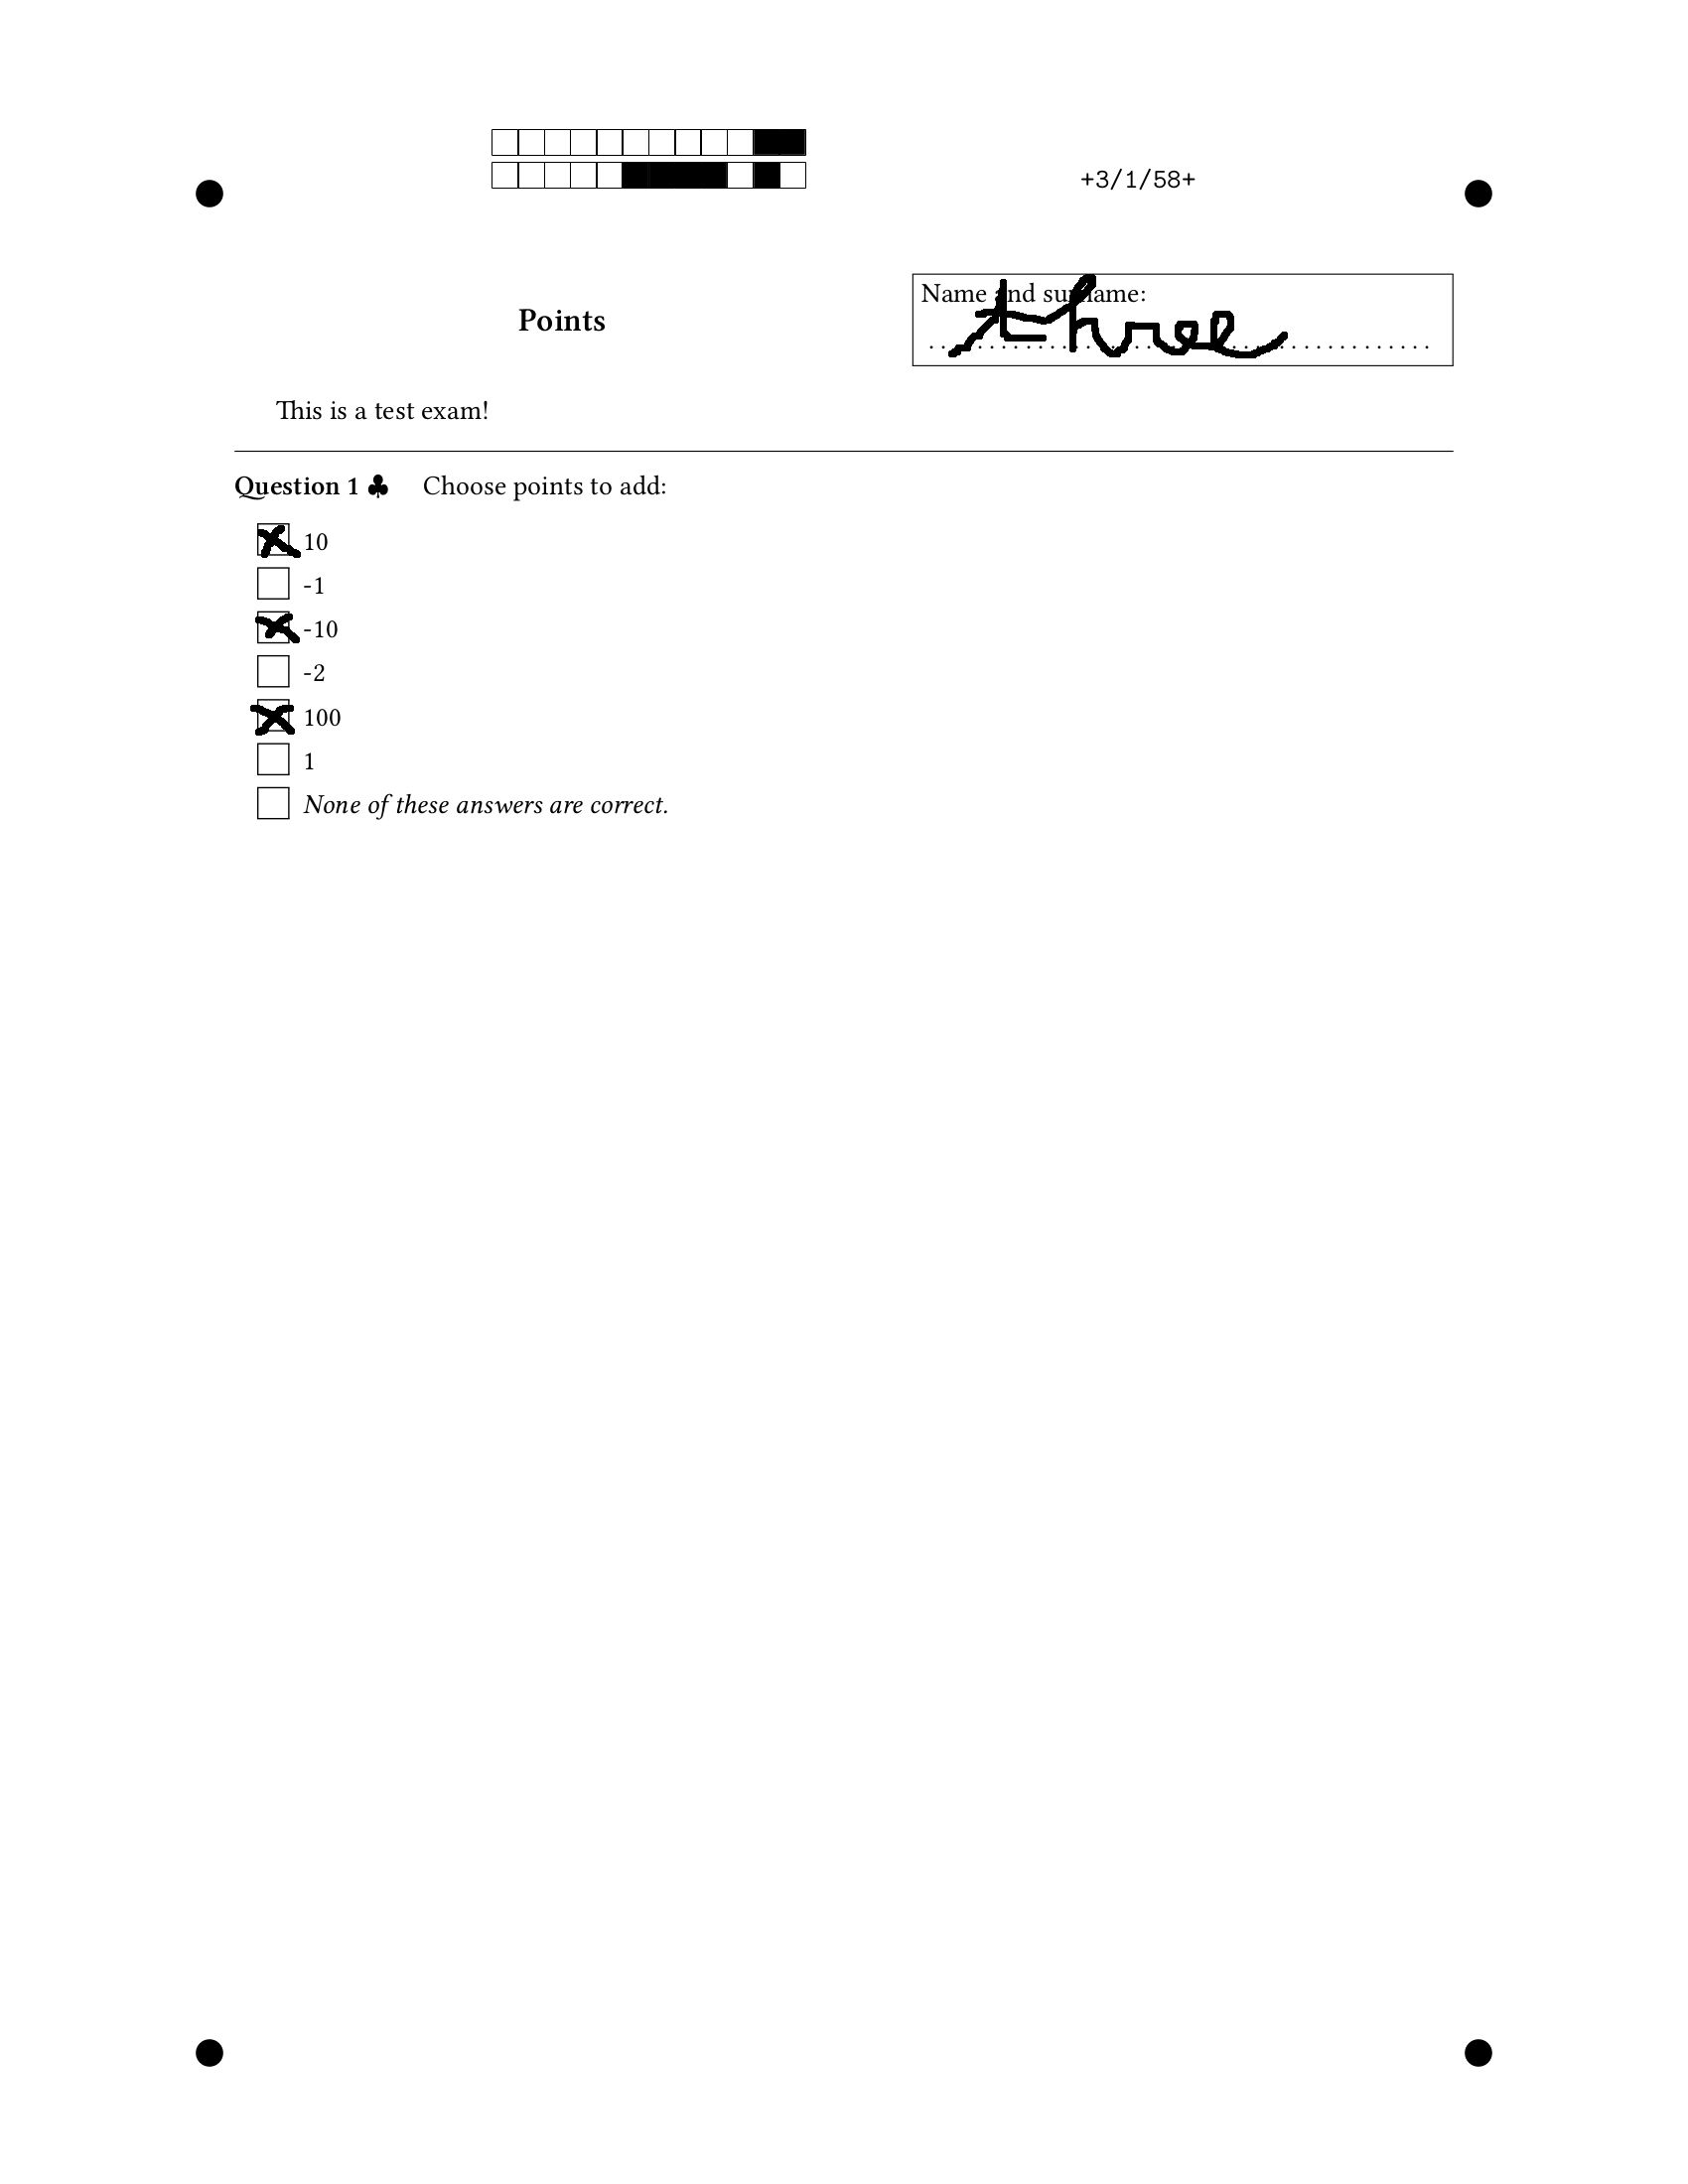 +3/1/58+
Points
Name and surname:
three
This is a test exam!
Question 1 ♣ Choose points to add:
10
-1
-10
-2
100
1
None of these answers are correct.